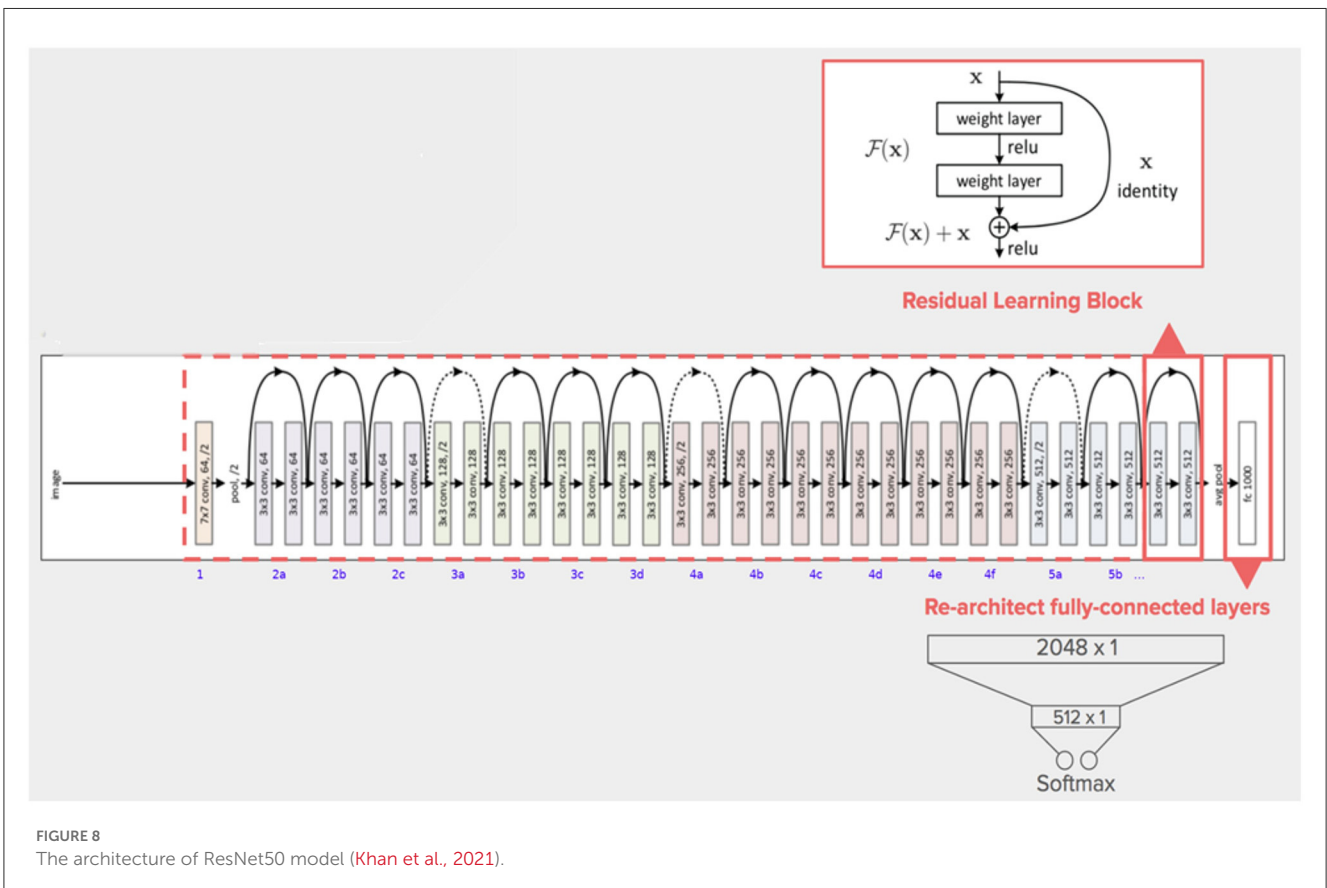 x
weight layer
relu
F(x)
weight layer
x
identity
F(x) + x
relu
Residual Learning Block
image
7x7 conv, 64, /2
pool, /2
3x3 conv, 64
3x3 conv, 64
3x3 conv, 64
3x3 conv, 64
3x3 conv, 64
3x3 conv, 64
3x3 conv, 128, /2
3x3 conv, 128
3x3 conv, 128
3x3 conv, 128
3x3 conv, 128
3x3 conv, 128
3x3 conv, 128
3x3 conv, 128
3x3 conv, 256, /2
3x3 conv, 256
3x3 conv, 256
3x3 conv, 256
3x3 conv, 256
3x3 conv, 256
3x3 conv, 256
3x3 conv, 256
3x3 conv, 256
3x3 conv, 256
3x3 conv, 256
3x3 conv, 256
3x3 conv, 512, /2
3x3 conv, 512
3x3 conv, 512
3x3 conv, 512
3x3 conv, 512
3x3 conv, 512
avg pool
fc 1000
1 2a 2b 2c 3a 3b 3c 3d 4a 4b 4c 4d 4e 4f 5a 5b ...
Re-architect fully-connected layers
2048 x 1
512 x 1
Softmax
FIGURE 8
The architecture of ResNet50 model (Khan et al., 2021).